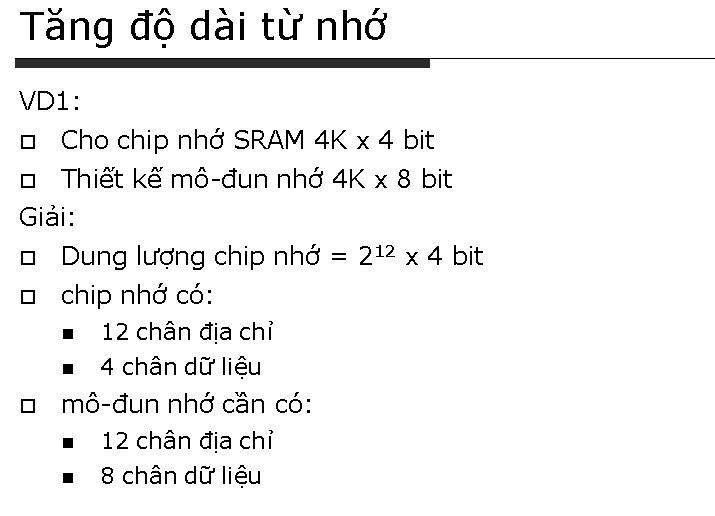 Tăng độ dài từ nhớ
VD1:
Cho chip nhớ SRAM 4K x 4 bit
Thiết kế mô-đun nhớ 4K x 8 bit
Giải:
Dung lượng chip nhớ = 2¹² x 4 bit
chip nhớ có:
12 chân địa chỉ
4 chân dữ liệu
mô-đun nhớ cần có:
12 chân địa chỉ
8 chân dữ liệu